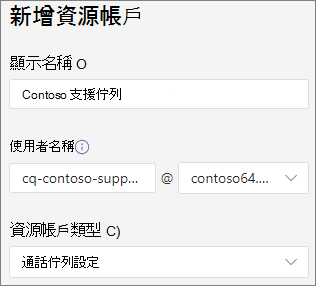 新增資源帳戶
顯示名稱 O
Contoso 支援佇列
使用者名稱
cq-contoso-supp... @ contoso64....
資源帳戶類型 C)
通話佇列設定